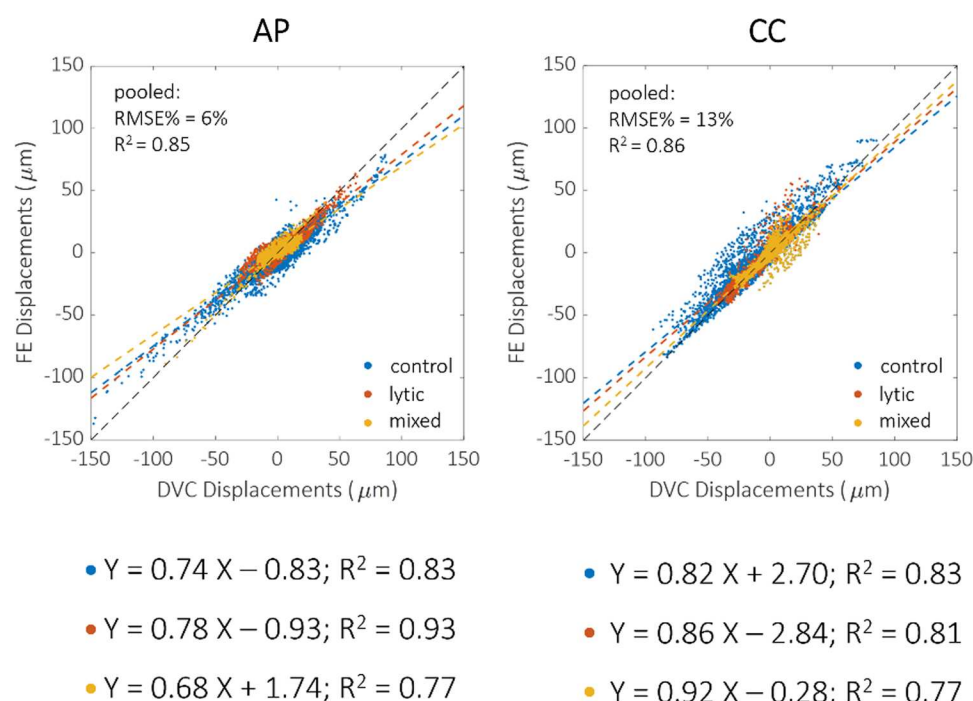 AP
pooled:
RMSE% = 6%
R² = 0.85
150
100
50
0
-50
-100
-150
-150 -100 -50 0 50 100 150
FE Displacements (μm)
DVC Displacements (μm)
control
lytic
mixed
Y = 0.74 X – 0.83; R² = 0.83
Y = 0.78 X – 0.93; R² = 0.93
Y = 0.68 X + 1.74; R² = 0.77
CC
pooled:
RMSE% = 13%
R² = 0.86
150
100
50
0
-50
-100
-150
-150 -100 -50 0 50 100 150
FE Displacements (μm)
DVC Displacements (μm)
control
lytic
mixed
Y = 0.82 X + 2.70; R² = 0.83
Y = 0.86 X – 2.84; R² = 0.81
Y = 0.92 X – 0.28; R² = 0.77